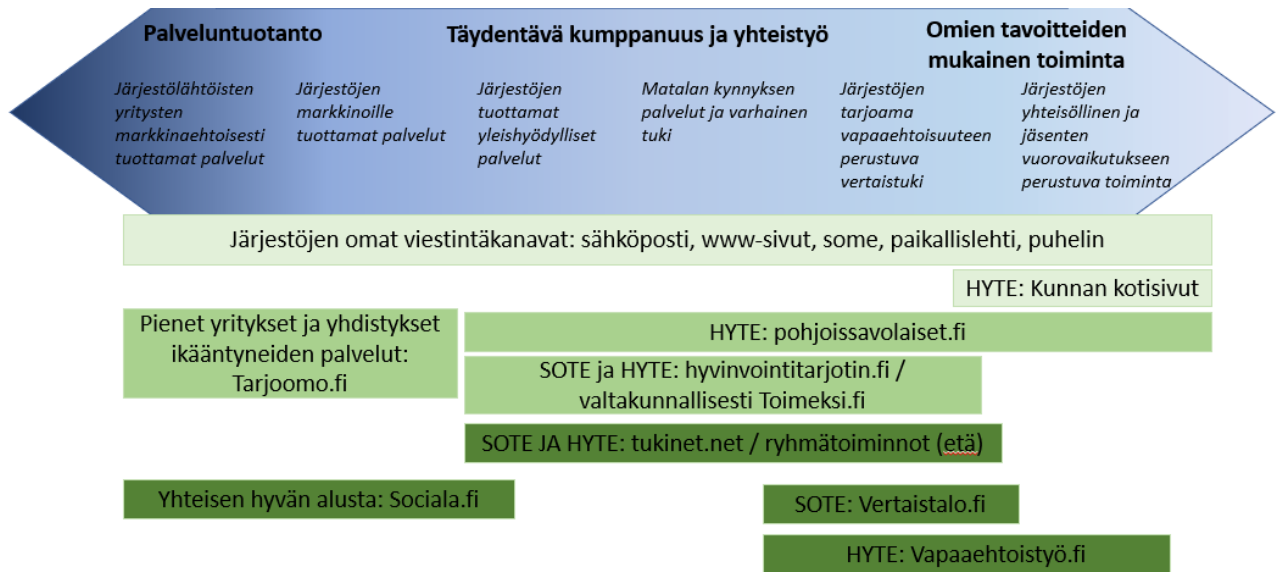 Palveluntuotanto
Täydentävä kumppanuus ja yhteistyö
Omien tavoitteiden
mukainen toiminta
Järjestölähtöisten
yritysten
markkinaehtoisesti
tuottamat palvelut
Järjestöjen
markkinoille
tuottamat palvelut
Järjestöjen
tuottamat
yleishyödylliset
palvelut
Matalan kynnyksen
palvelut ja varhainen
tuki
Järjestöjen
tarjoama
vapaaehtoisuuteen
perustuva
vertaistuki
Järjestöjen
yhteisöllinen ja
jäsenten
vuorovaikutukseen
perustuva toiminta
Järjestöjen omat viestintäkanavat: sähköposti, www-sivut, some, paikallislehti, puhelin
HYTE: Kunnan kotisivut
Pienet yritykset ja yhdistykset
ikääntyneiden palvelut:
Tarjoomo.fi
HYTE: pohjoissavolaiset.fi
SOTE ja HYTE: hyvinvointitarjotin.fi /
valtakunnallisesti Toimeksi.fi
SOTE JA HYTE: tukinet.net / ryhmätoiminnot (etä)
Yhteisen hyvän alusta: Sociala.fi
SOTE: Vertaistalo.fi
HYTE: Vapaaehtoistyö.fi